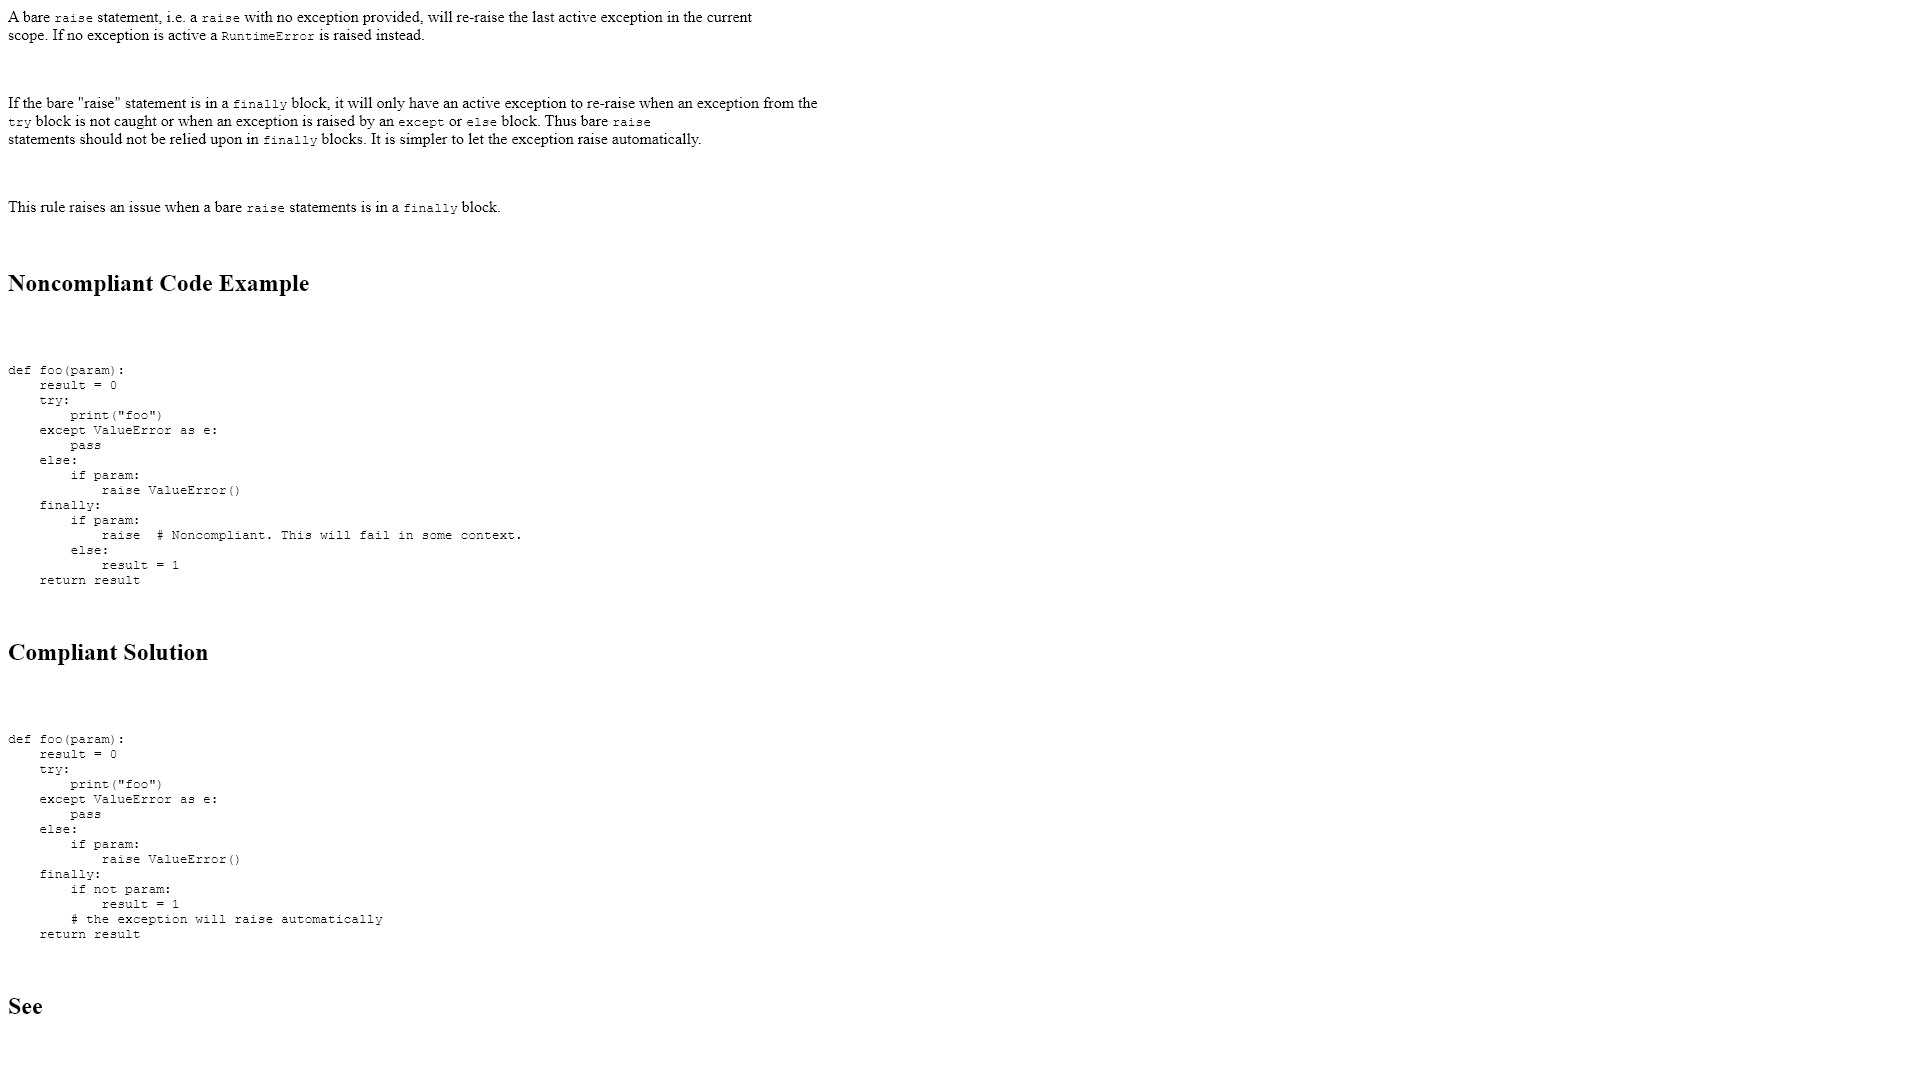 A bare raise statement, i.e. a raise with no exception provided, will re-raise the last active exception in the current
scope. If no exception is active a RuntimeError is raised instead.
If the bare "raise" statement is in a finally block, it will only have an active exception to re-raise when an exception from the
try block is not caught or when an exception is raised by an except or else block. Thus bare raise
statements should not be relied upon in finally blocks. It is simpler to let the exception raise automatically.
This rule raises an issue when a bare raise statements is in a finally block.
Noncompliant Code Example
def foo(param):
    result = 0
    try:
        print("foo")
    except ValueError as e:
        pass
    else:
        if param:
            raise ValueError()
    finally:
        if param:
            raise  # Noncompliant. This will fail in some context.
        else:
            result = 1
    return result
Compliant Solution
def foo(param):
    result = 0
    try:
        print("foo")
    except ValueError as e:
        pass
    else:
        if param:
            raise ValueError()
    finally:
        if not param:
            result = 1
        # the exception will raise automatically
    return result
See